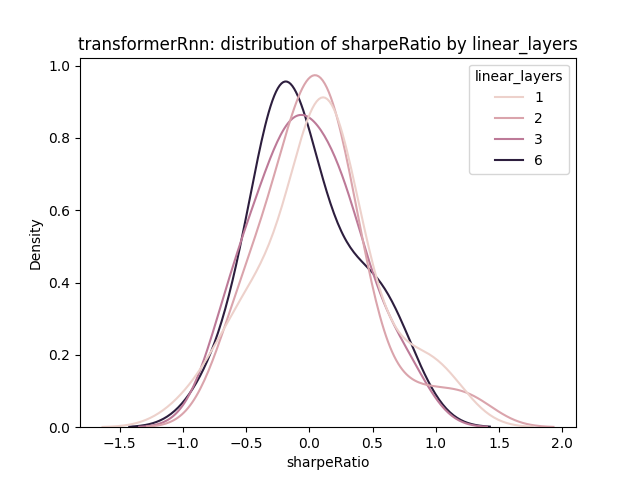 transformerRnn: distribution of sharpeRatio by linear_layers
1.0
0.8
0.6
0.4
0.2
0.0
Density
linear_layers
1
2
3
6
−1.5 −1.0 −0.5 0.0 0.5 1.0 1.5 2.0
sharpeRatio